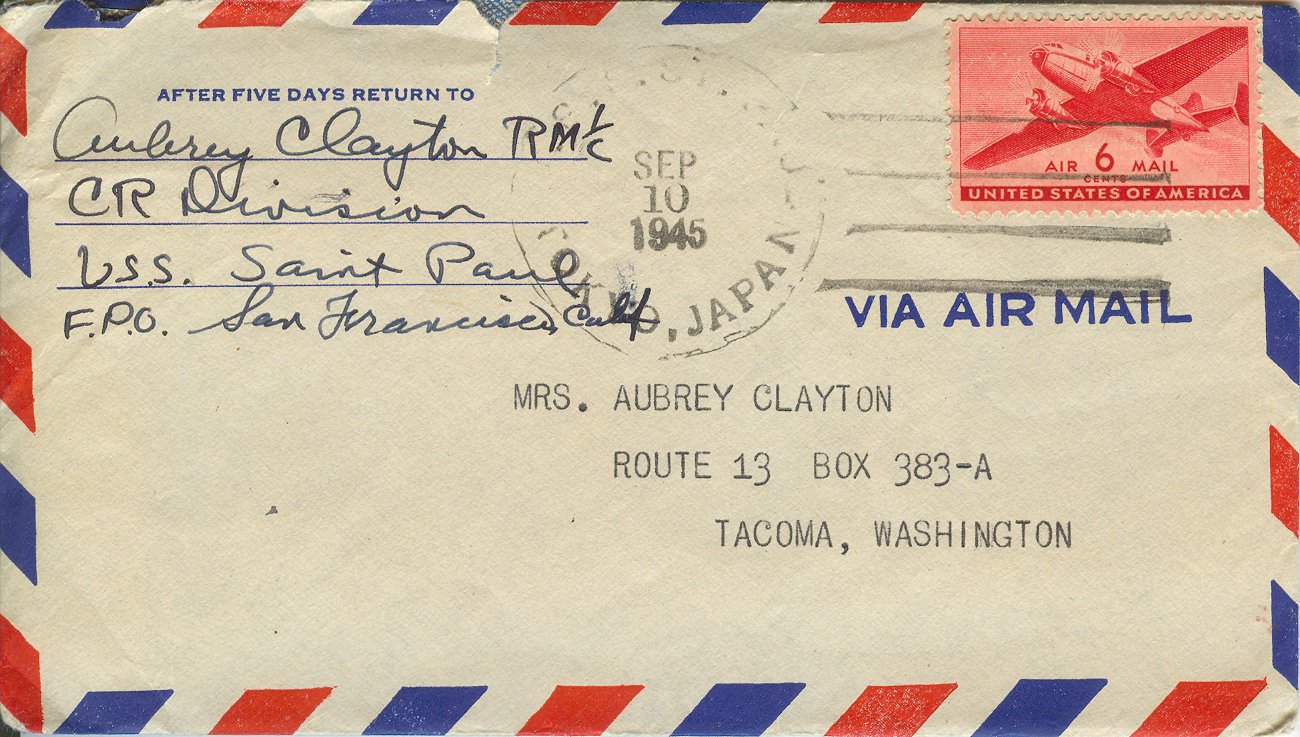 AFTER FIVE DAYS RETURN TO
Aubrey Clayton RM1/c
CR Division
U.S.S. Saint Paul
F.P.O. San Francisco, Calif
SEP
10
1945
TOKYO, JAPAN
AIR 6 MAIL
CENTS
UNITED STATES OF AMERICA
VIA AIR MAIL
MRS. AUBREY CLAYTON
ROUTE 13 BOX 383-A
TACOMA, WASHINGTON